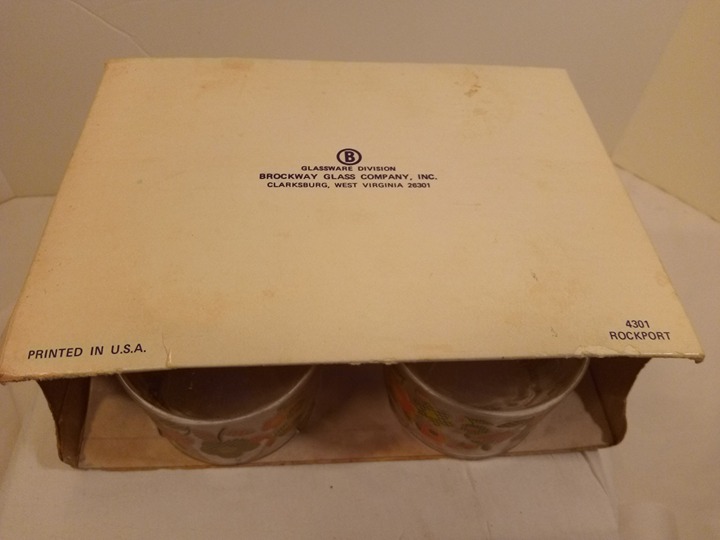 B
GLASSWARE DIVISION
BROCKWAY GLASS COMPANY, INC.
CLARKSBURG, WEST VIRGINIA 26301
PRINTED IN U.S.A.
4301
ROCKPORT